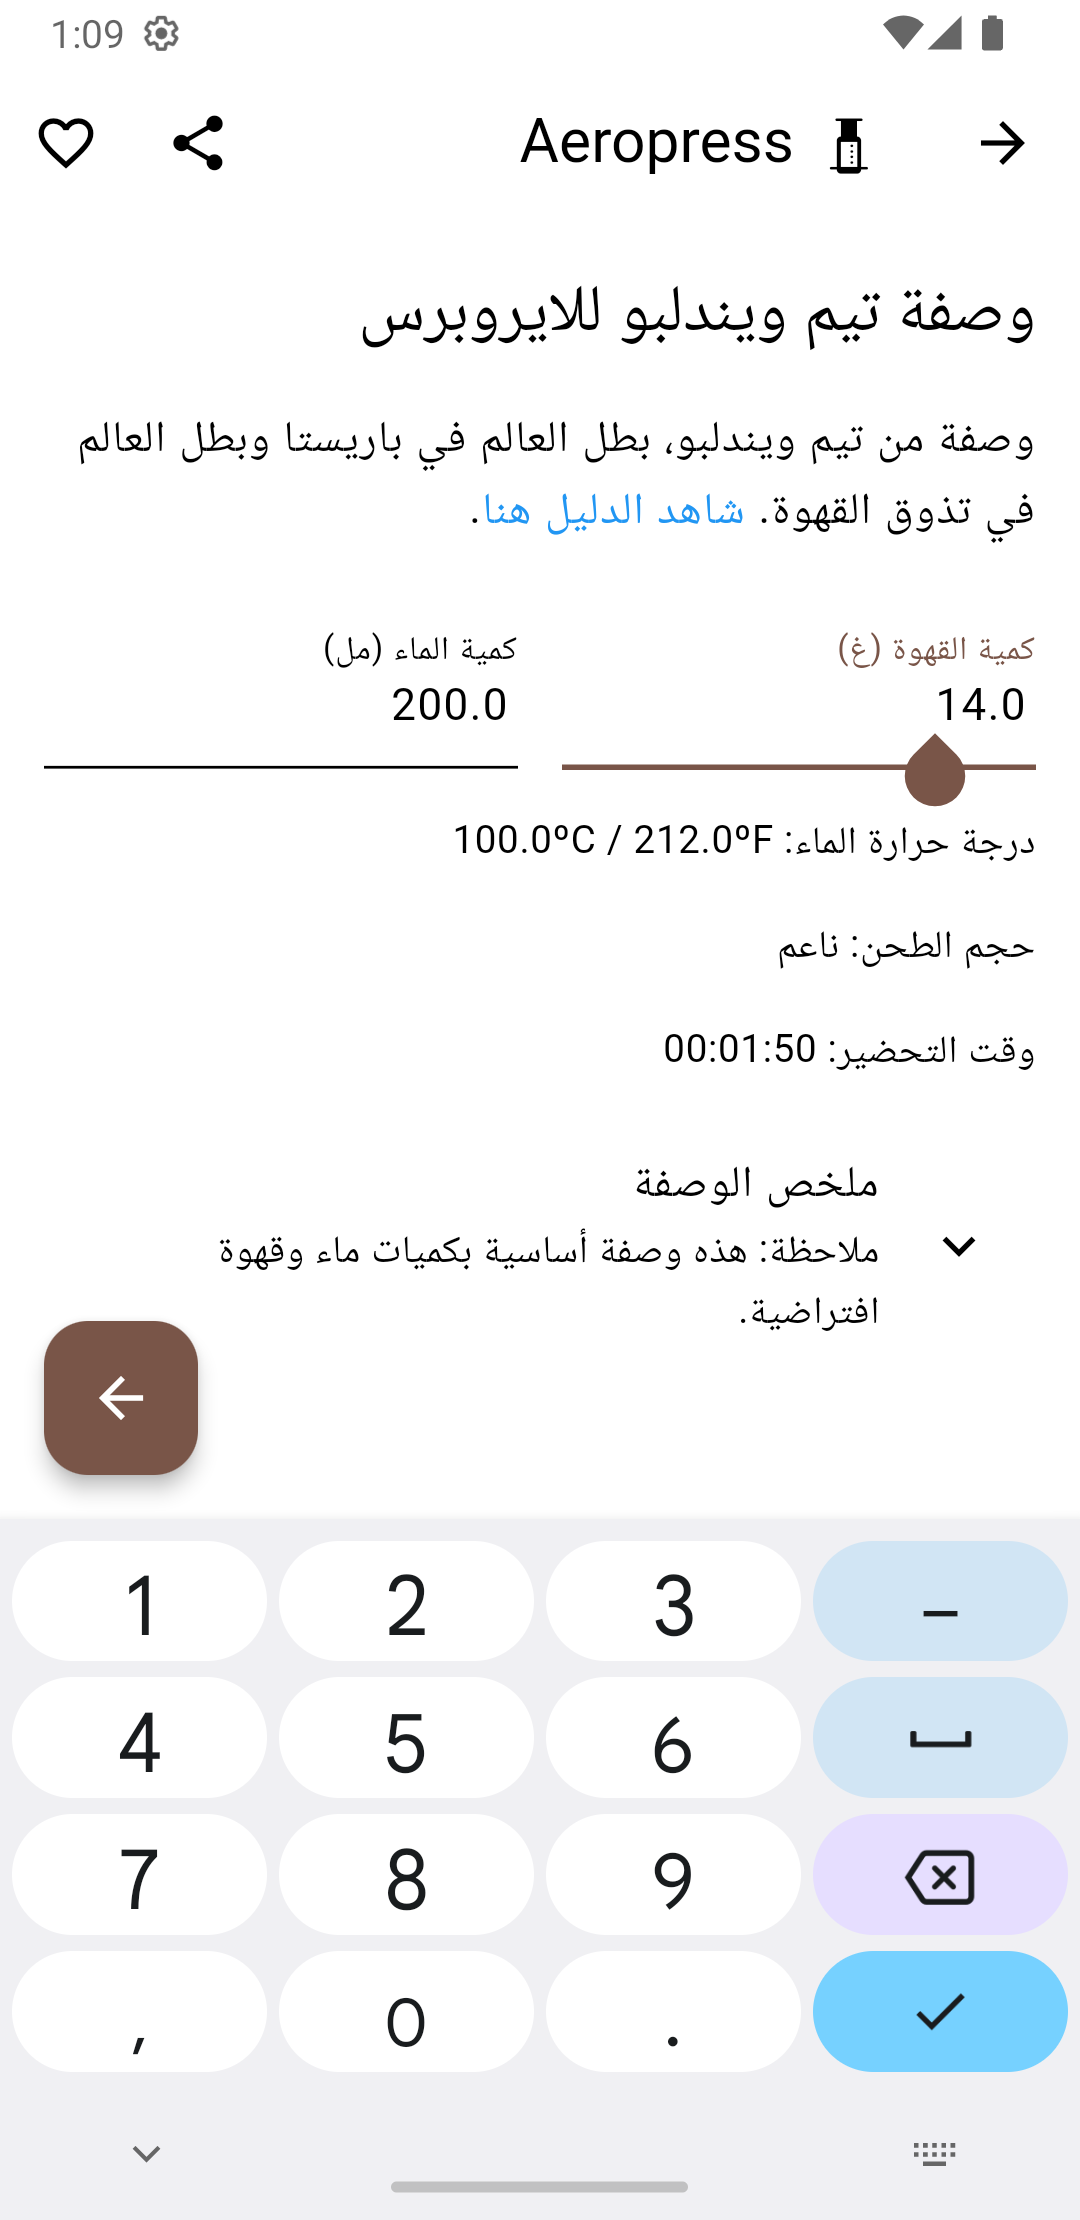 1:09
Aeropress
وصفة تيم ويندلبو للايروبرس
وصفة من تيم ويندلبو، بطل العالم في باريستا وبطل العالم
في تذوق القهوة. شاهد الدليل هنا.
كمية القهوة (غ)
14.0
كمية الماء (مل)
200.0
درجة حرارة الماء: 100.0ºC / 212.0ºF
حجم الطحن: ناعم
وقت التحضير: 00:01:50
ملخص الوصفة
ملاحظة: هذه وصفة أساسية بكميات ماء وقهوة
افتراضية.
1 2 3 –
4 5 6
7 8 9
, 0 .